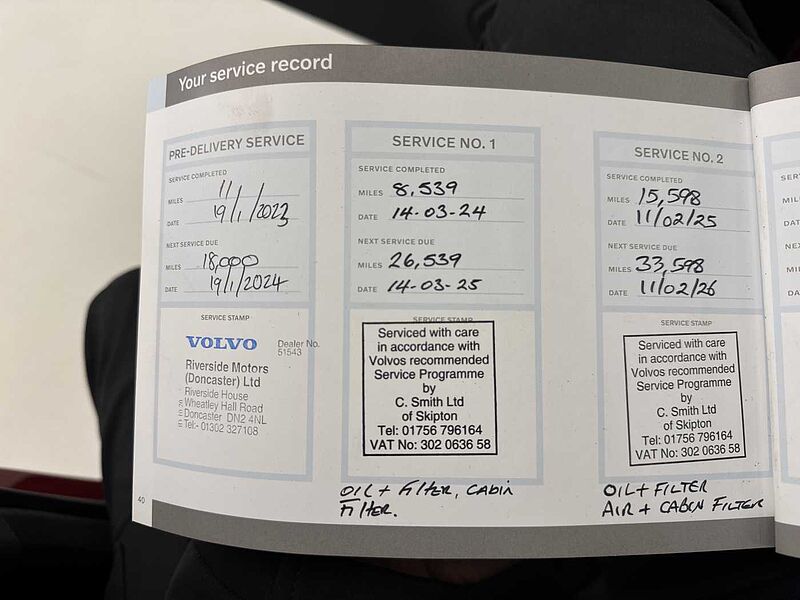 Your service record
PRE-DELIVERY SERVICE
SERVICE COMPLETED
MILES 11
DATE 19/1/2023
NEXT SERVICE DUE
MILES 18,000
DATE 19/1/2024
SERVICE STAMP
VOLVO
Dealer No.
51543
Riverside Motors
(Doncaster) Ltd
Riverside House
Wheatley Hall Road
Doncaster DN2 4NL
Tel:- 01302 327108
SERVICE NO. 1
SERVICE COMPLETED
MILES 8,539
DATE 14-03-24
NEXT SERVICE DUE
MILES 26,539
DATE 14-03-25
SERVICE STAMP
Serviced with care
in accordance with
Volvos recommended
Service Programme
by
C. Smith Ltd
of Skipton
Tel: 01756 796164
VAT No: 302 0636 58
OIL + FILTER, CABIN
FILTER.
SERVICE NO. 2
SERVICE COMPLETED
MILES 15,598
DATE 11/02/25
NEXT SERVICE DUE
MILES 33,598
DATE 11/02/26
SERVICE STAMP
Serviced with care
in accordance with
Volvos recommended
Service Programme
by
C. Smith Ltd
of Skipton
Tel: 01756 796164
VAT No: 302 0636 58
OIL + FILTER
AIR + CABIN FILTER
40